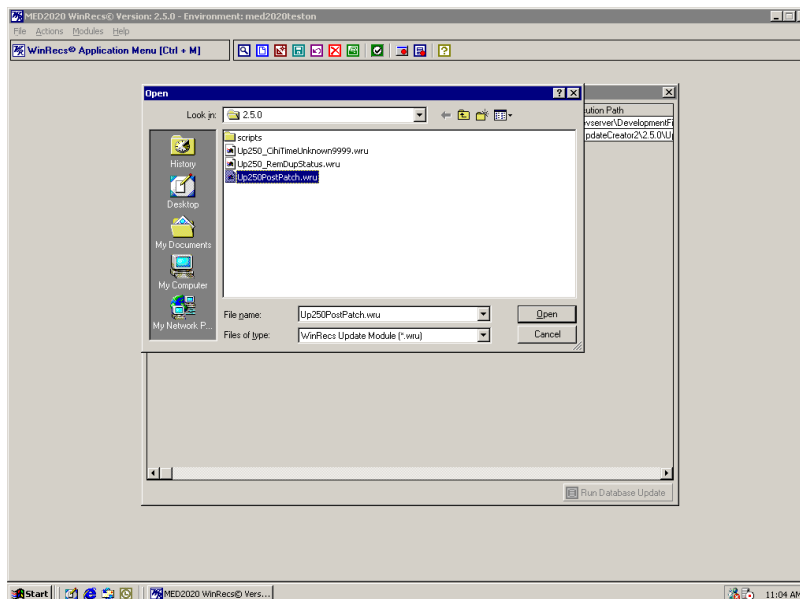 MED2020 WinRecs© Version: 2.5.0 - Environment: med2020teston
File Actions Modules Help
WinRecs© Application Menu [Ctrl + M]
Open
Look in:
2.5.0
ution Path
vserver\DevelopmentFi
pdateCreator2\2.5.0\U
History
Desktop
My Documents
My Computer
My Network P...
scripts
Up250_CihiTimeUnknown9999.wru
Up250_RemDupStatus.wru
Up250PostPatch.wru
File name:
Up250PostPatch.wru
Open
Files of type:
WinRecs Update Module (*.wru)
Cancel
Run Database Update
Start
MED2020 WinRecs© Vers...
11:04 AM